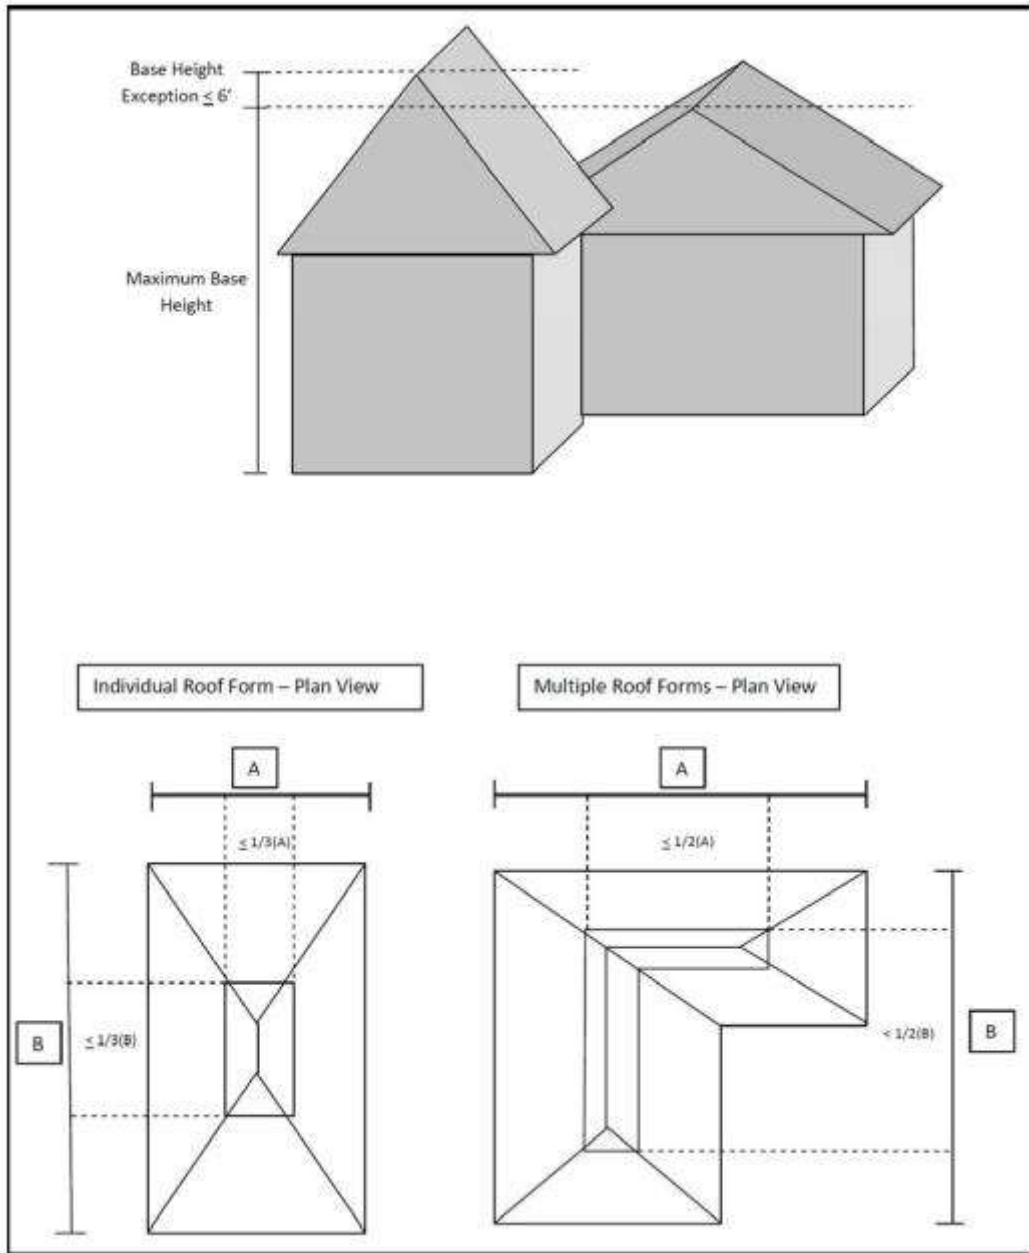 Base Height
Exception ≤ 6'
Maximum Base
Height
Individual Roof Form – Plan View
Multiple Roof Forms – Plan View
A
A
≤ 1/3(A)
≤ 1/2(A)
B
≤ 1/3(B)
< 1/2(B)
B